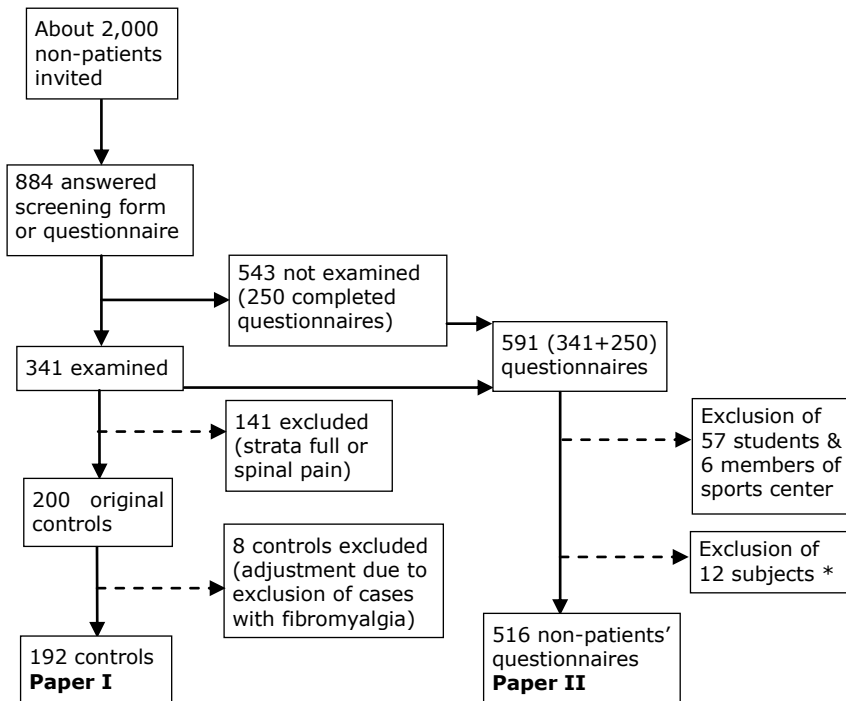 About 2,000
non-patients
invited
884 answered
screening form
or questionnaire
543 not examined
(250 completed
questionnaires)
591 (341+250)
questionnaires
341 examined
141 excluded
(strata full or
spinal pain)
Exclusion of
57 students &
6 members of
sports center
200 original
controls
8 controls excluded
(adjustment due to
exclusion of cases
with fibromyalgia)
Exclusion of
12 subjects *
192 controls
Paper I
516 non-patients’
questionnaires
Paper II